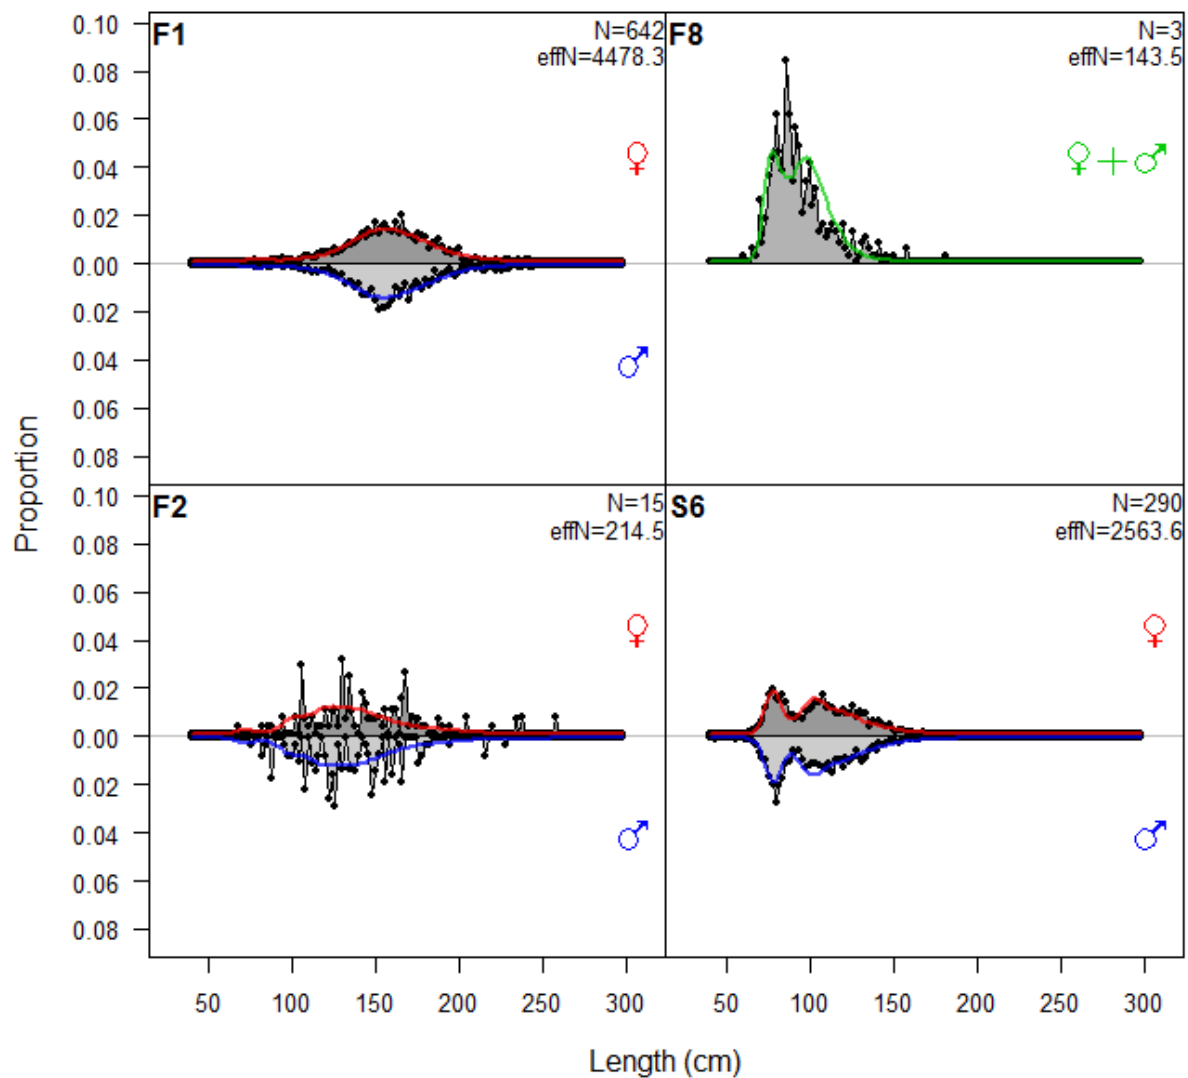 F1
N=642
effN=4478.3
♀
♂
F8
N=3
effN=143.5
♀+♂
F2
N=15
effN=214.5
♀
♂
S6
N=290
effN=2563.6
♀
♂
0.10
0.08
0.06
0.04
0.02
0.00
0.02
0.04
0.06
0.08
0.10
0.08
0.06
0.04
0.02
0.00
0.02
0.04
0.06
0.08
Proportion
50 100 150 200 250 300 50 100 150 200 250 300
Length (cm)